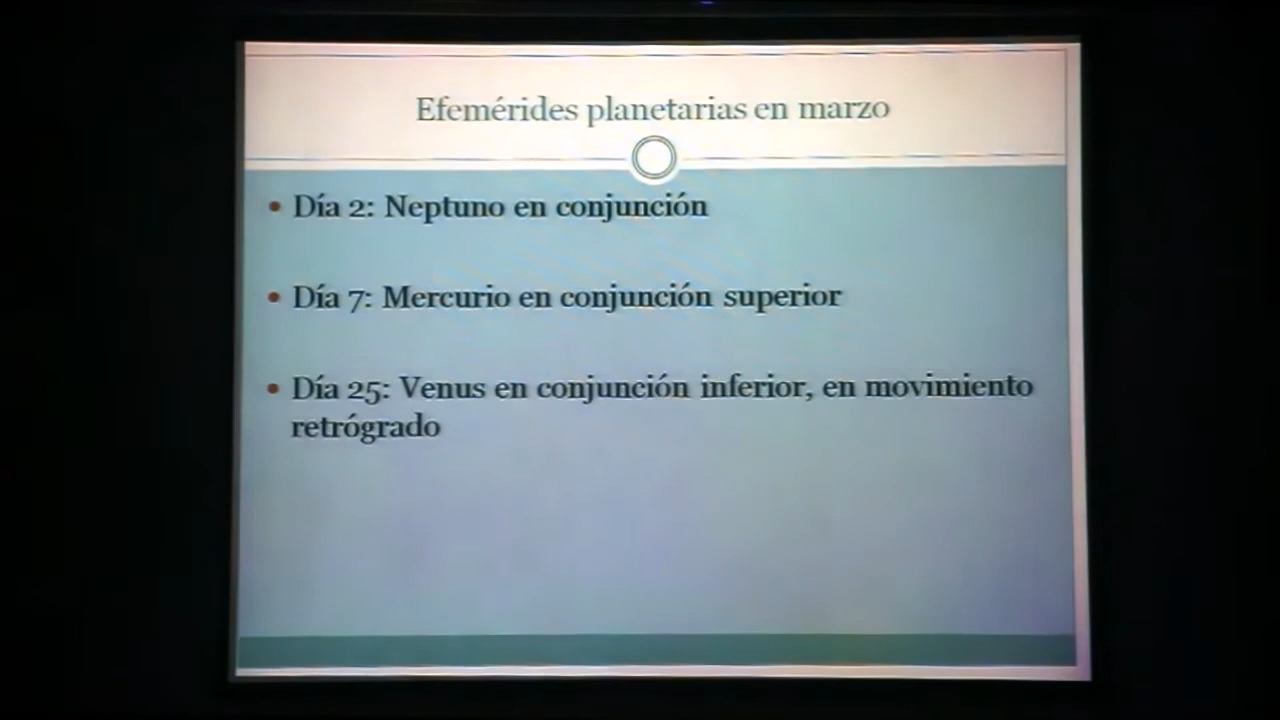 Efemérides planetarias en marzo
• Día 2: Neptuno en conjunción
• Día 7: Mercurio en conjunción superior
• Día 25: Venus en conjunción inferior, en movimiento
retrógrado